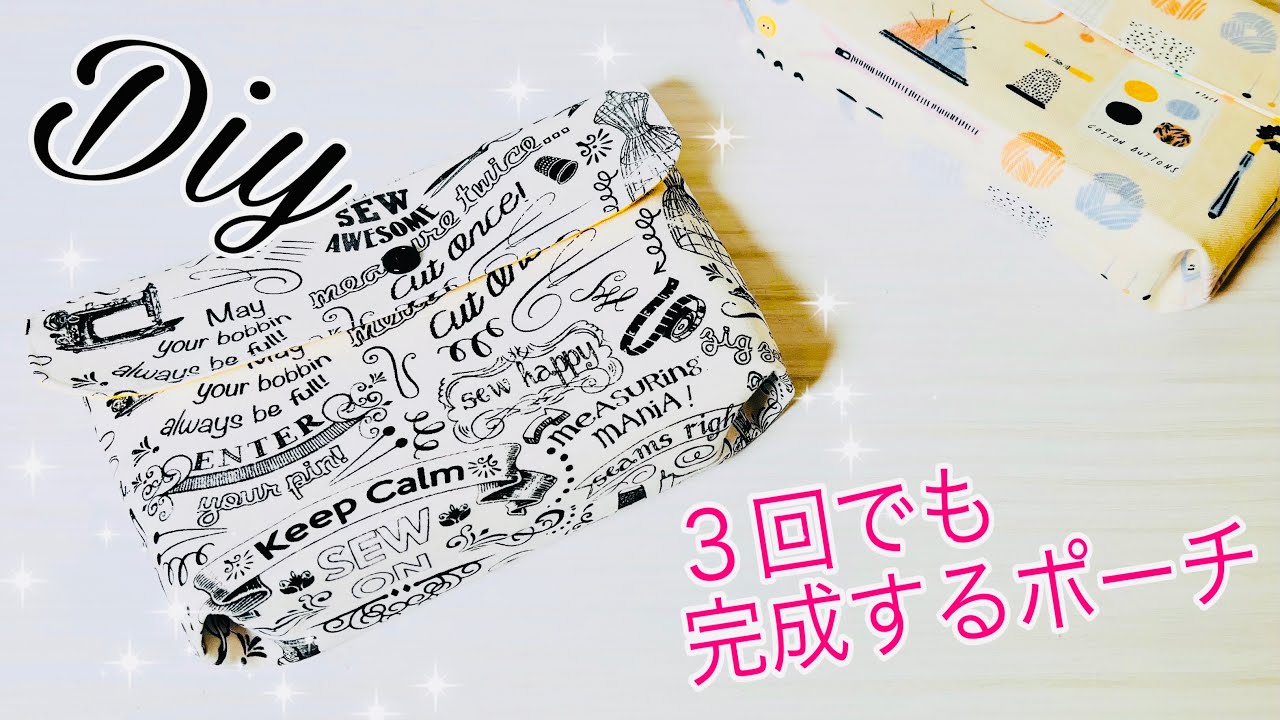 Diy
SEW
AWESOME
measure twice...
Cut Once!
May
your bobbin
always be full!
May
your bobbin
always be full!
Cut
sew happy
measuring
mania!
zig
ENTER
your pin!
seams right
Keep Calm
SEW
ON
COTTON BUTTONS
３回でも
完成するポーチ